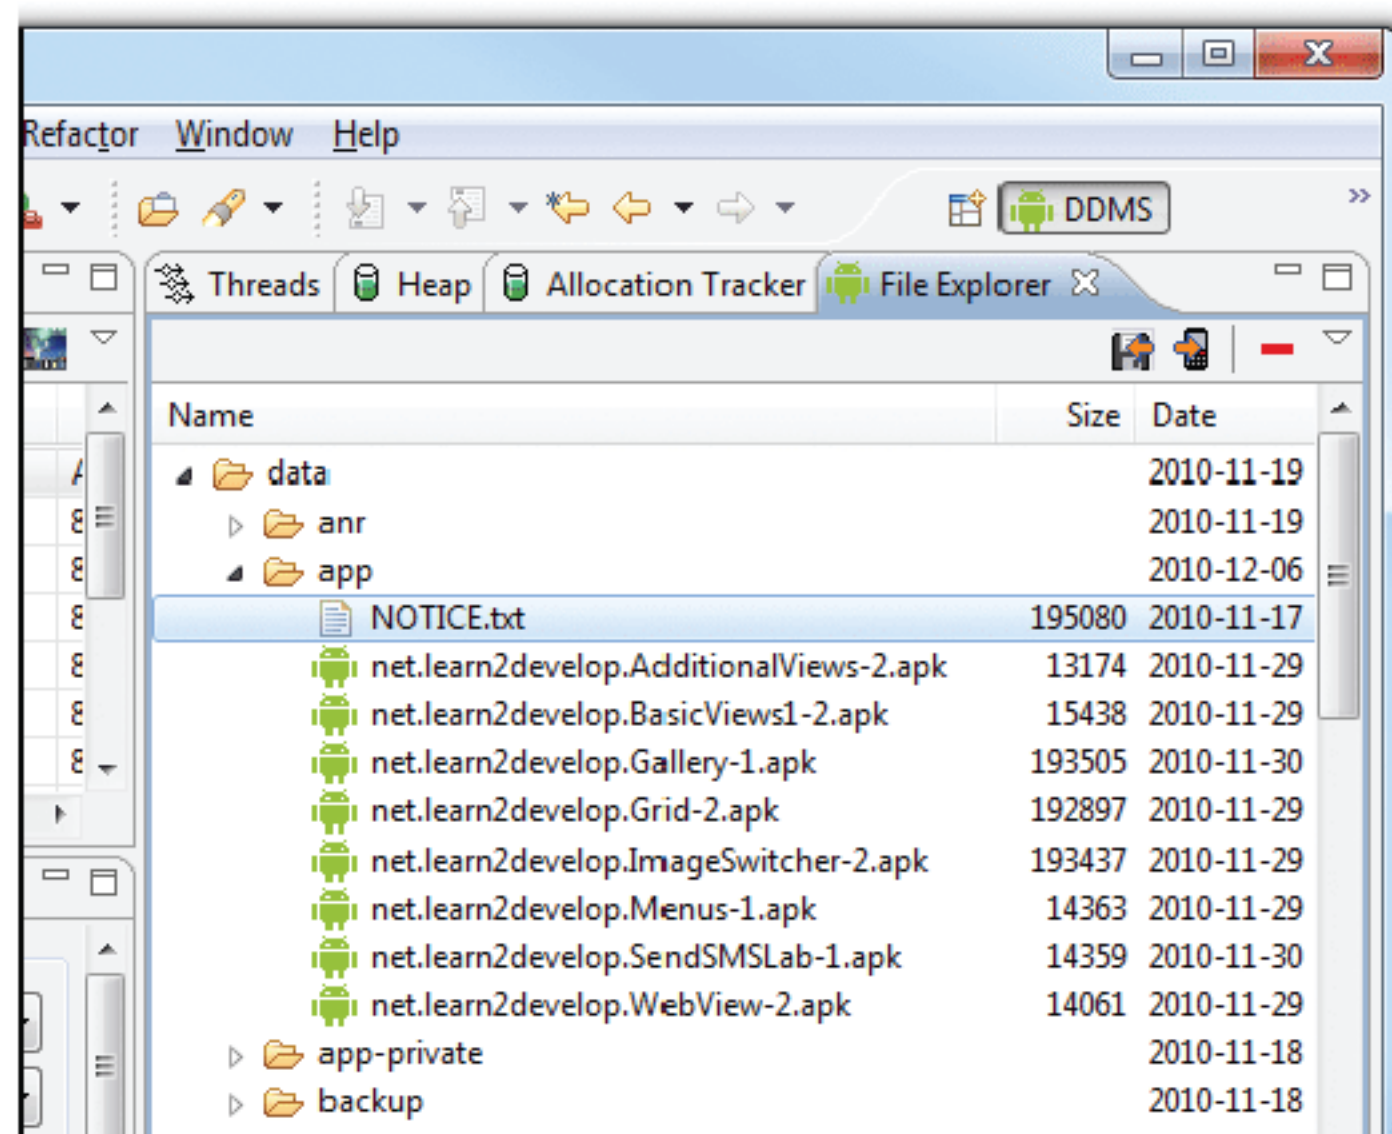 Refactor Window Help
DDMS
Threads Heap Allocation Tracker File Explorer
Name Size Date
data 2010-11-19
anr 2010-11-19
app 2010-12-06
NOTICE.txt 195080 2010-11-17
net.learn2develop.AdditionalViews-2.apk 13174 2010-11-29
net.learn2develop.BasicViews1-2.apk 15438 2010-11-29
net.learn2develop.Gallery-1.apk 193505 2010-11-30
net.learn2develop.Grid-2.apk 192897 2010-11-29
net.learn2develop.ImageSwitcher-2.apk 193437 2010-11-29
net.learn2develop.Menus-1.apk 14363 2010-11-29
net.learn2develop.SendSMSLab-1.apk 14359 2010-11-30
net.learn2develop.WebView-2.apk 14061 2010-11-29
app-private 2010-11-18
backup 2010-11-18